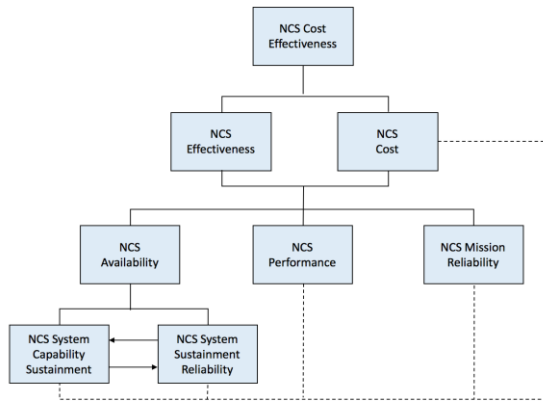 NCS Cost
Effectiveness
NCS
Effectiveness
NCS
Cost
NCS
Availability
NCS
Performance
NCS Mission
Reliability
NCS System
Capability
Sustainment
NCS System
Sustainment
Reliability